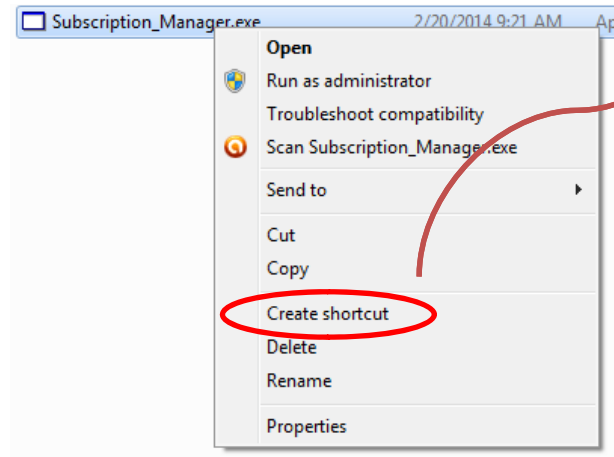 Subscription_Manager.exe 2/20/2014 9:21 AM Ap
Open
Run as administrator
Troubleshoot compatibility
Scan Subscription_Manager.exe
Send to
Cut
Copy
Create shortcut
Delete
Rename
Properties